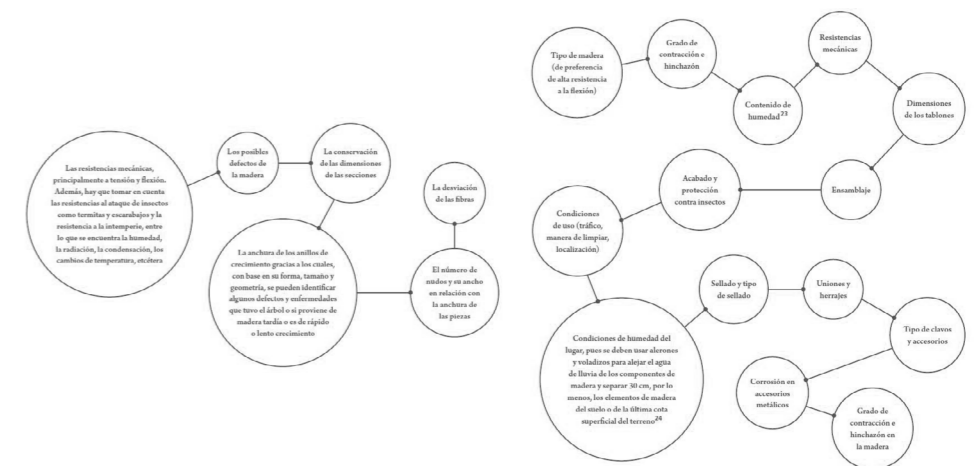 Las resistencias mecánicas,
principalmente a tensión y flexión.
Además, hay que tomar en cuenta
las resistencias al ataque de insectos
como termitas y escarabajos y la
resistencia a la intemperie, entre
lo que se encuentra la humedad,
la radiación, la condensación, los
cambios de temperatura, etcétera
Los posibles
defectos de
la madera
La conservación
de las dimensiones
de las secciones
La anchura de los anillos de
crecimiento gracias a los cuales,
con base en su forma, tamaño y
geometría, se pueden identificar
algunos defectos y enfermedades
que tuvo el árbol o si proviene de
madera tardía o es de rápido
o lento crecimiento
El número de
nudos y su ancho
en relación con
la anchura de
las piezas
La desviación
de las fibras
Tipo de madera
(de preferencia
de alta resistencia
a la flexión)
Grado de
contracción e
hinchazón
Contenido de
humedad23
Resistencias
mecánicas
Dimensiones
de los tablones
Ensamblaje
Acabado y
protección
contra insectos
Condiciones
de uso (tráfico,
manera de limpiar,
localización)
Condiciones de humedad del
lugar, pues se deben usar alerones
y voladizos para alejar el agua
de lluvia de los componentes de
madera y separar 30 cm, por lo
menos, los elementos de madera
del suelo o de la última cota
superficial del terreno24
Sellado y tipo
de sellado
Uniones y
herrajes
Tipo de clavos
y accesorios
Corrosión en
accesorios
metálicos
Grado de
contracción e
hinchazón en
la madera